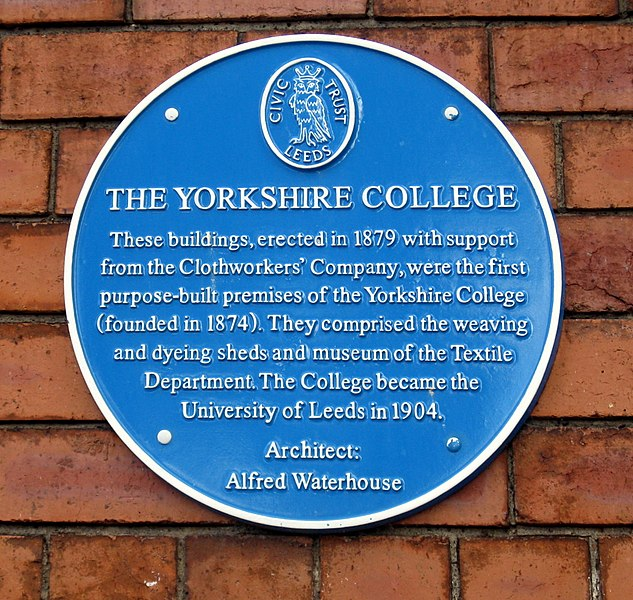 CIVIC TRUST
LEEDS
THE YORKSHIRE COLLEGE
These buildings, erected in 1879 with support
from the Clothworkers' Company, were the first
purpose-built premises of the Yorkshire College
(founded in 1874). They comprised the weaving
and dyeing sheds and museum of the Textile
Department. The College became the
University of Leeds in 1904.
Architect:
Alfred Waterhouse